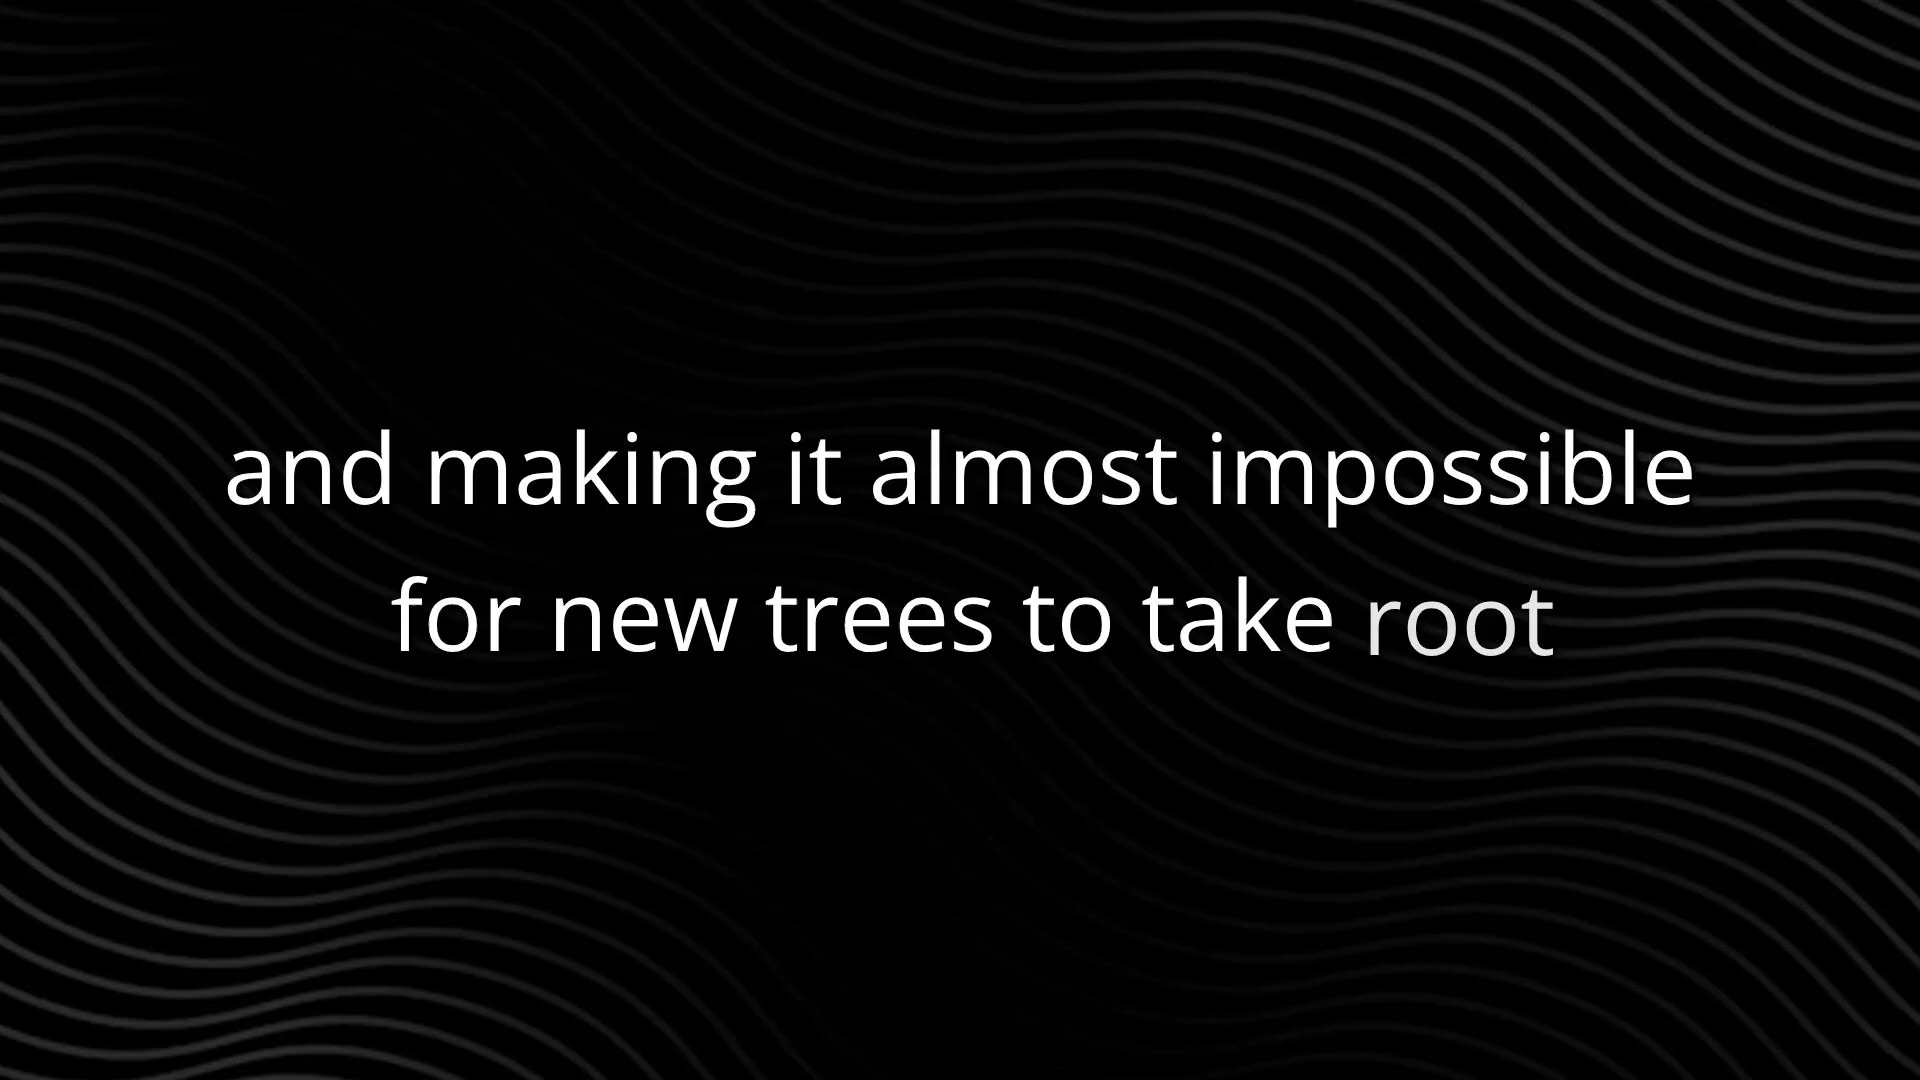 and making it almost impossible
for new trees to take root